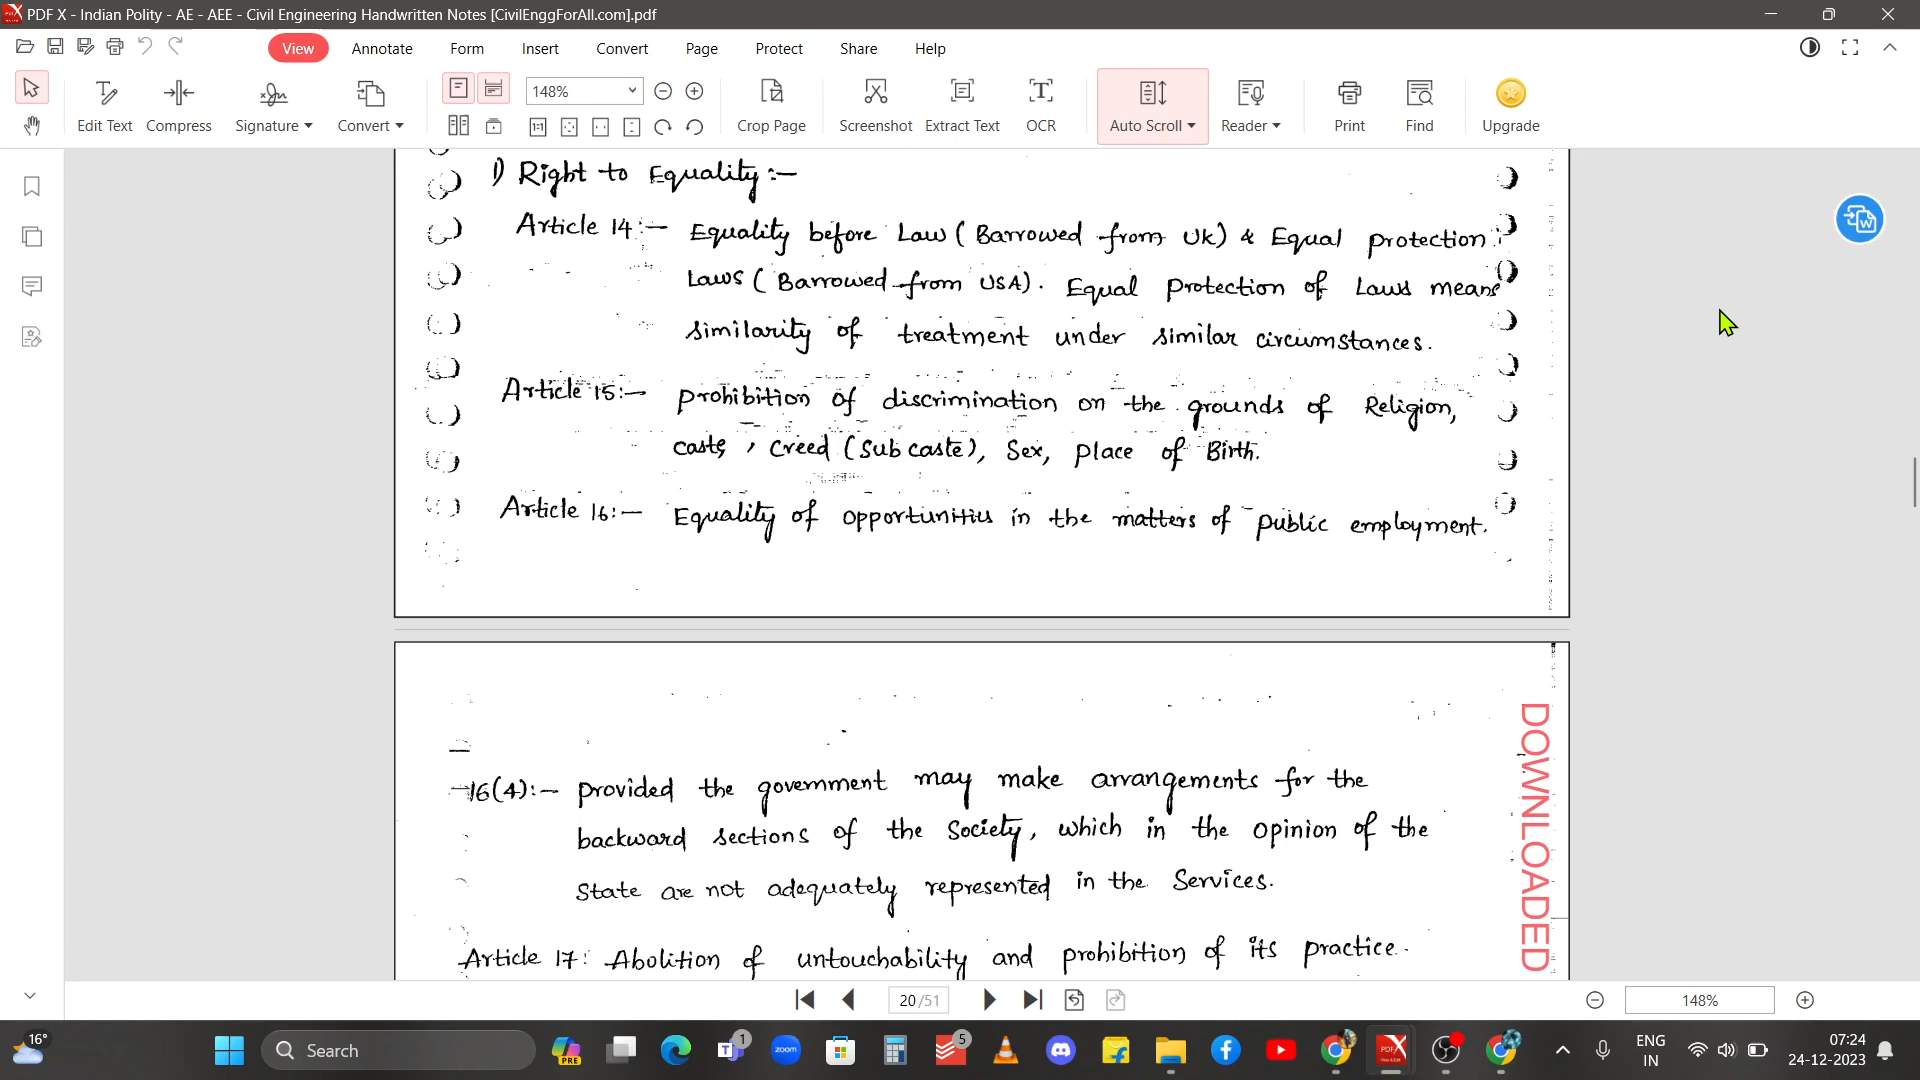 PDF X - Indian Polity - AE - AEE - Civil Engineering Handwritten Notes [CivilEnggForAll.com].pdf
View Annotate Form Insert Convert Page Protect Share Help
148%
Edit Text Compress Signature Convert Crop Page Screenshot Extract Text OCR Auto Scroll Reader Print Find Upgrade
1) Right to Equality :-
Article 14:- Equality before Law ( Barrowed from UK) & Equal protection
Laws ( Barrowed from USA). Equal Protection of Laws means
similarity of treatment under similar circumstances.
Article 15:- prohibition of discrimination on the grounds of Religion,
caste, Creed (Sub caste), Sex, place of Birth.
Article 16:- Equality of opportunities in the matters of public employment.
16(4):- provided the government may make arrangements for the
backward sections of the Society, which in the opinion of the
State are not adequately represented in the Services.
Article 17: Abolition of untouchability and prohibition of its practice.
DOWNLOADED
20 /51
148%
16°
Search
PRE
1
zoom
5
PDF
ENG
IN
07:24
24-12-2023